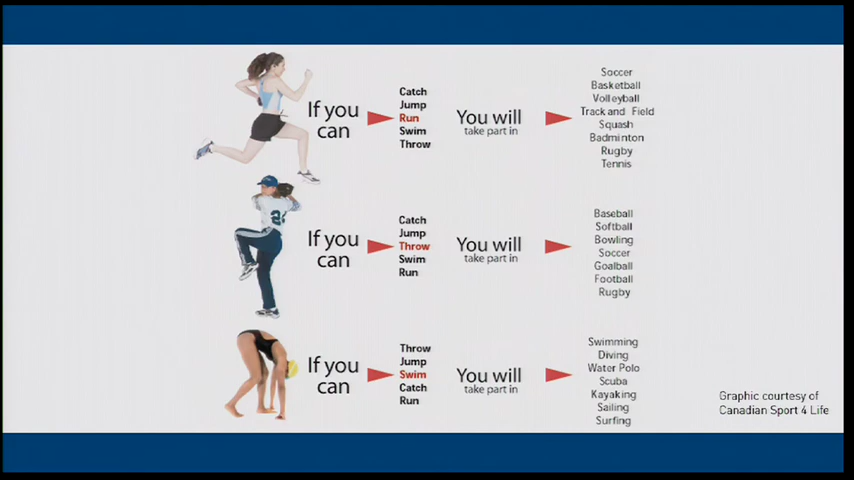 If you
can
Catch
Jump
Run
Swim
Throw
You will
take part in
Soccer
Basketball
Volleyball
Track and Field
Squash
Badminton
Rugby
Tennis
22
If you
can
Catch
Jump
Throw
Swim
Run
You will
take part in
Baseball
Softball
Bowling
Soccer
Goalball
Football
Rugby
If you
can
Throw
Jump
Swim
Catch
Run
You will
take part in
Swimming
Diving
Water Polo
Scuba
Kayaking
Sailing
Surfing
Graphic courtesy of
Canadian Sport 4 Life